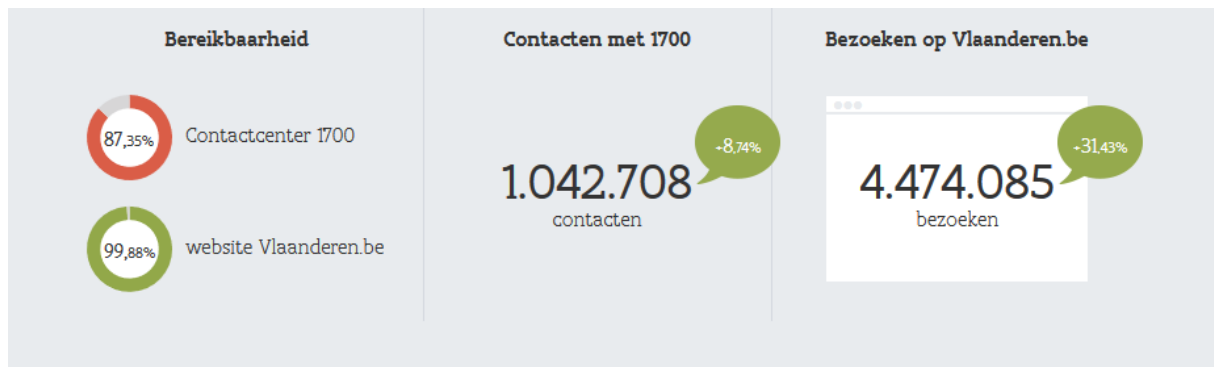 Bereikbaarheid
87,35%
Contactcenter 1700
99,88%
website Vlaanderen.be
Contacten met 1700
+8,74%
1.042.708
contacten
Bezoeken op Vlaanderen.be
+31,43%
4.474.085
bezoeken